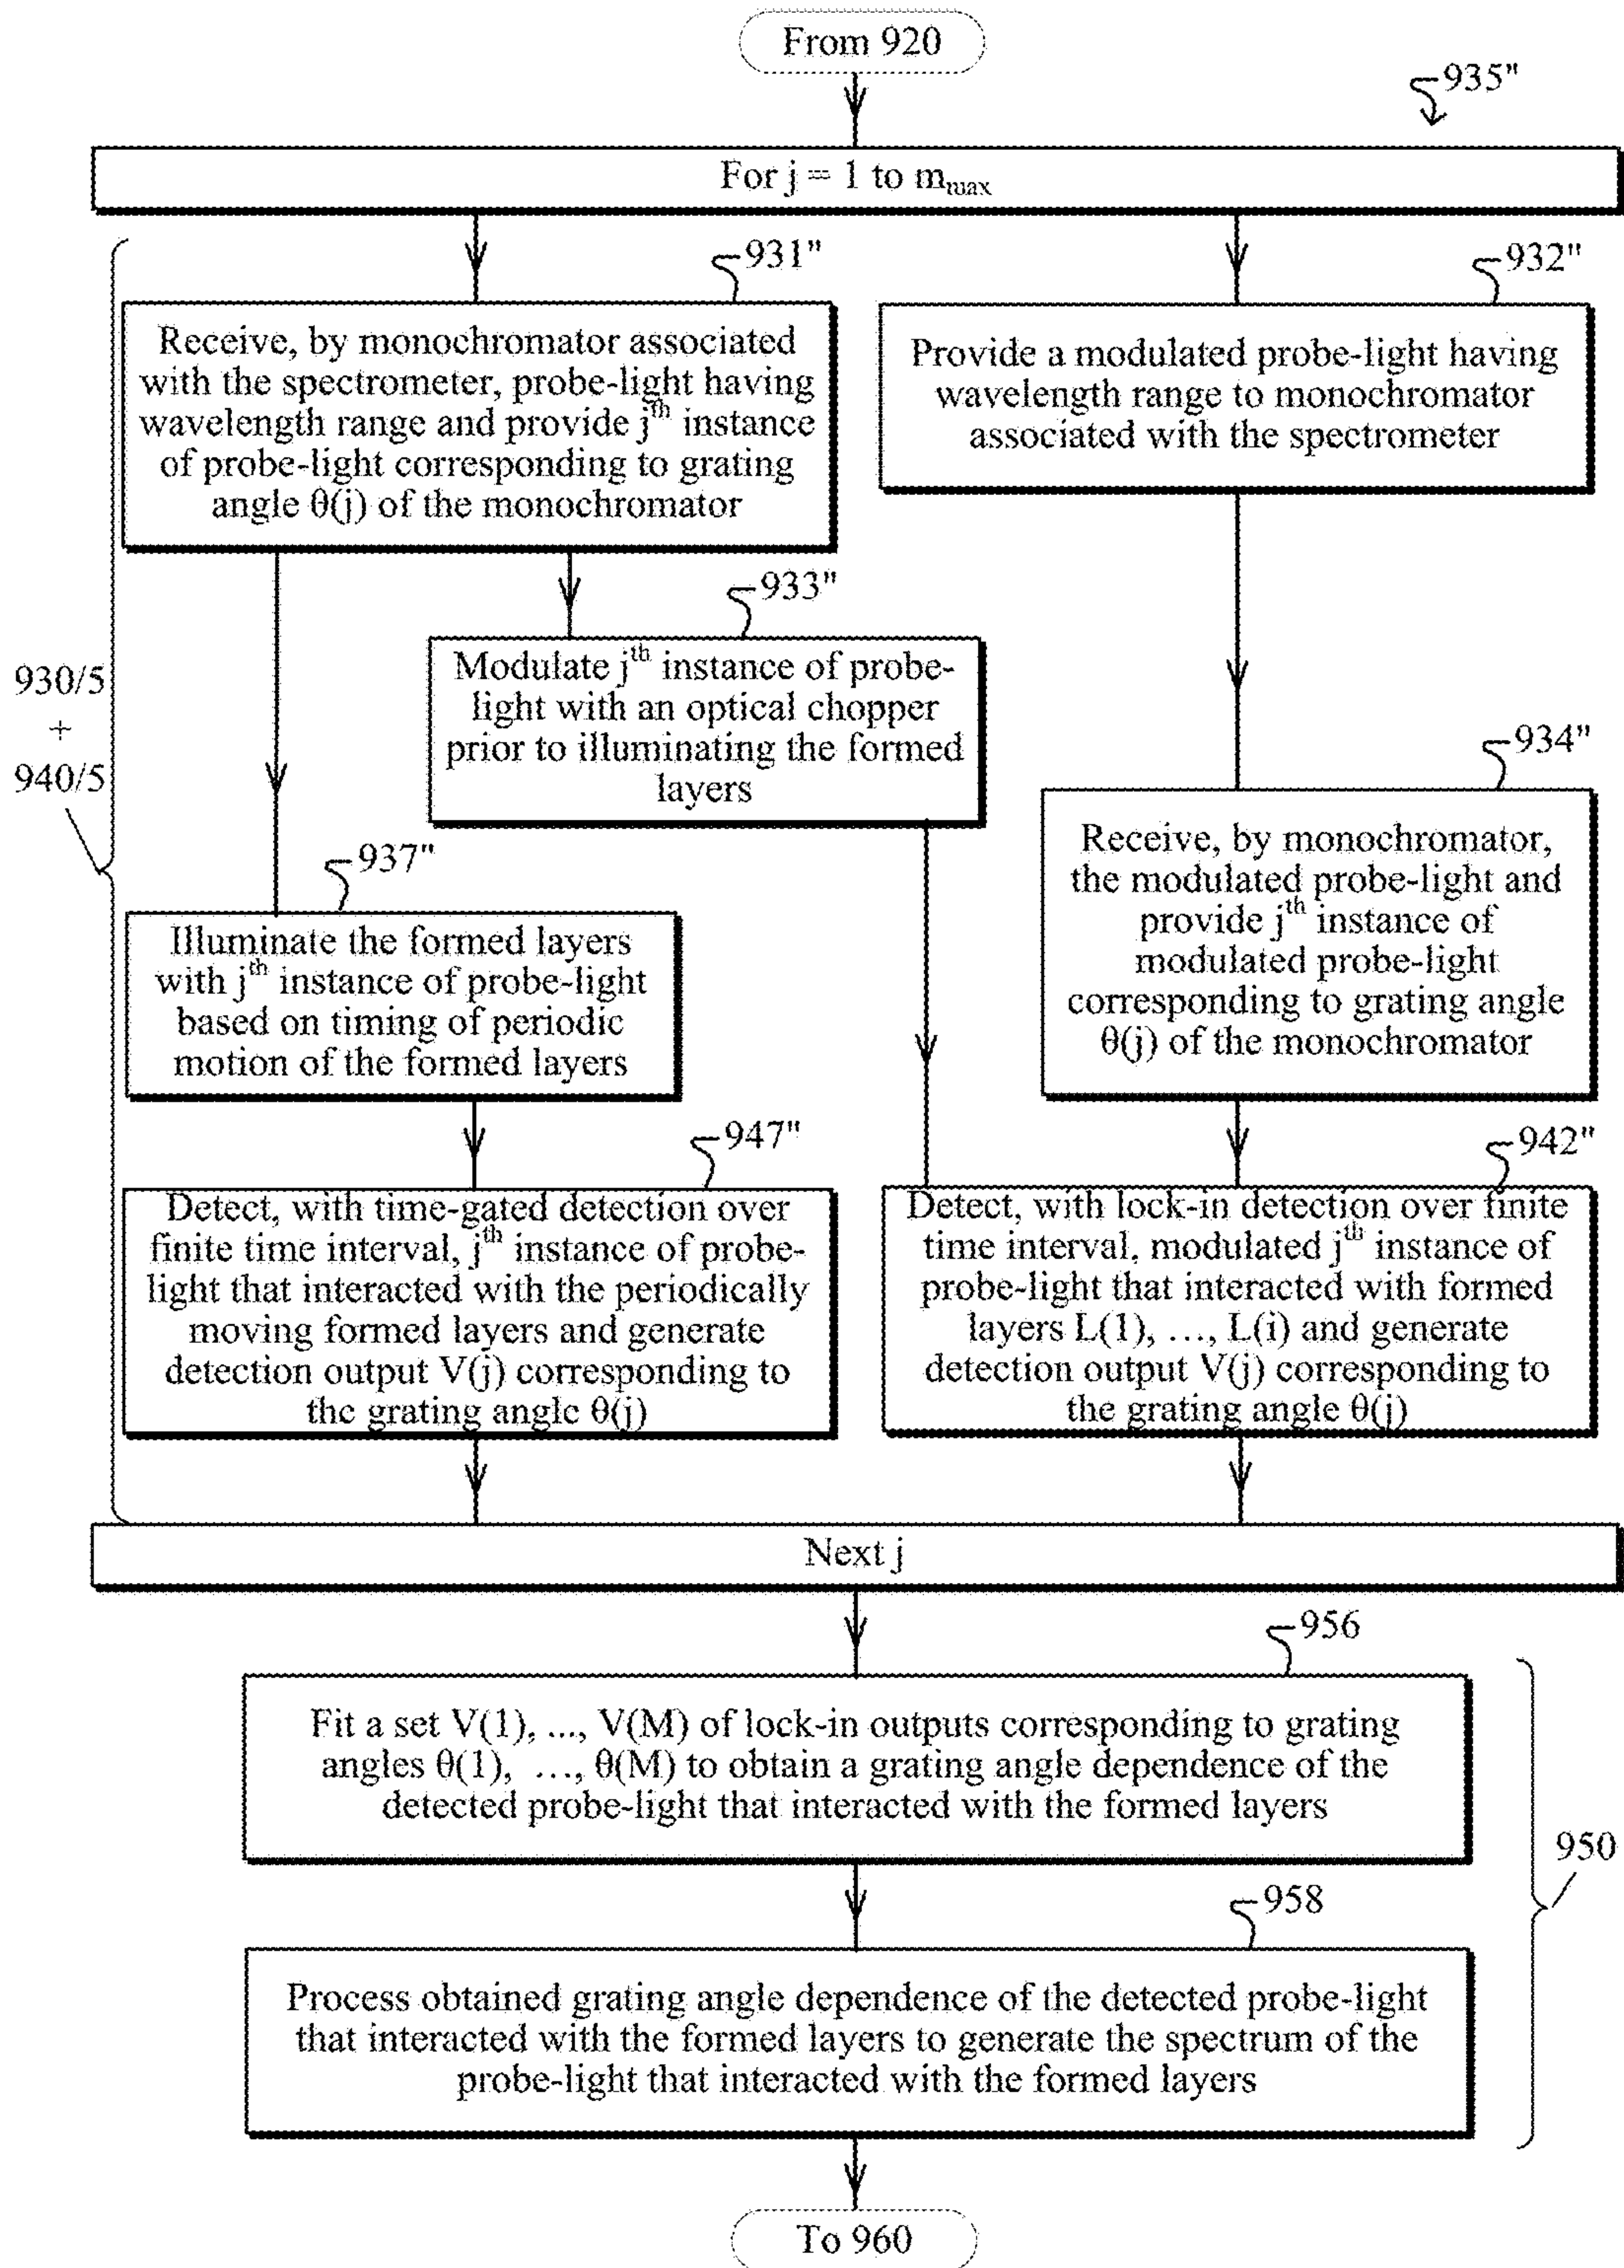 From 920
935"
For j = 1 to mmax
931"
Receive, by monochromator associated
with the spectrometer, probe-light having
wavelength range and provide jth instance
of probe-light corresponding to grating
angle θ(j) of the monochromator
932"
Provide a modulated probe-light having
wavelength range to monochromator
associated with the spectrometer
933"
Modulate jth instance of probe-
light with an optical chopper
prior to illuminating the formed
layers
930/5
+
940/5
934"
Receive, by monochromator,
the modulated probe-light and
provide jth instance of
modulated probe-light
corresponding to grating angle
θ(j) of the monochromator
937"
Illuminate the formed layers
with jth instance of probe-light
based on timing of periodic
motion of the formed layers
947"
Detect, with time-gated detection over
finite time interval, jth instance of probe-
light that interacted with the periodically
moving formed layers and generate
detection output V(j) corresponding to
the grating angle θ(j)
942"
Detect, with lock-in detection over finite
time interval, modulated jth instance of
probe-light that interacted with formed
layers L(1), …, L(i) and generate
detection output V(j) corresponding to
the grating angle θ(j)
Next j
956
Fit a set V(1), ..., V(M) of lock-in outputs corresponding to grating
angles θ(1), …, θ(M) to obtain a grating angle dependence of the
detected probe-light that interacted with the formed layers
950
958
Process obtained grating angle dependence of the detected probe-light
that interacted with the formed layers to generate the spectrum of the
probe-light that interacted with the formed layers
To 960